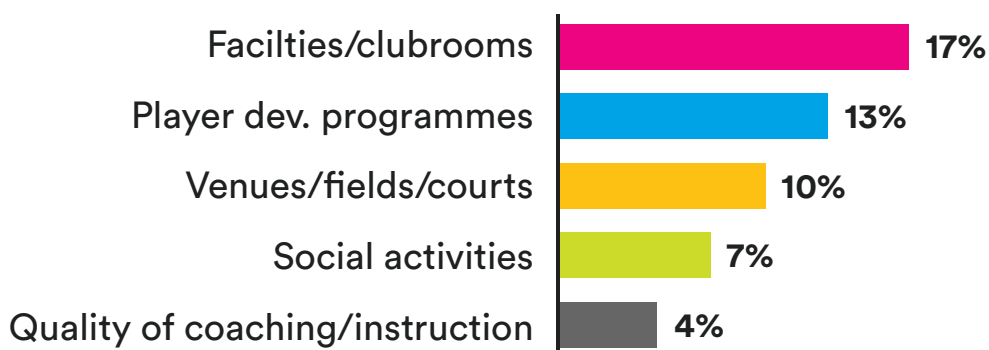 Facilties/clubrooms 17%
Player dev. programmes 13%
Venues/fields/courts 10%
Social activities 7%
Quality of coaching/instruction 4%